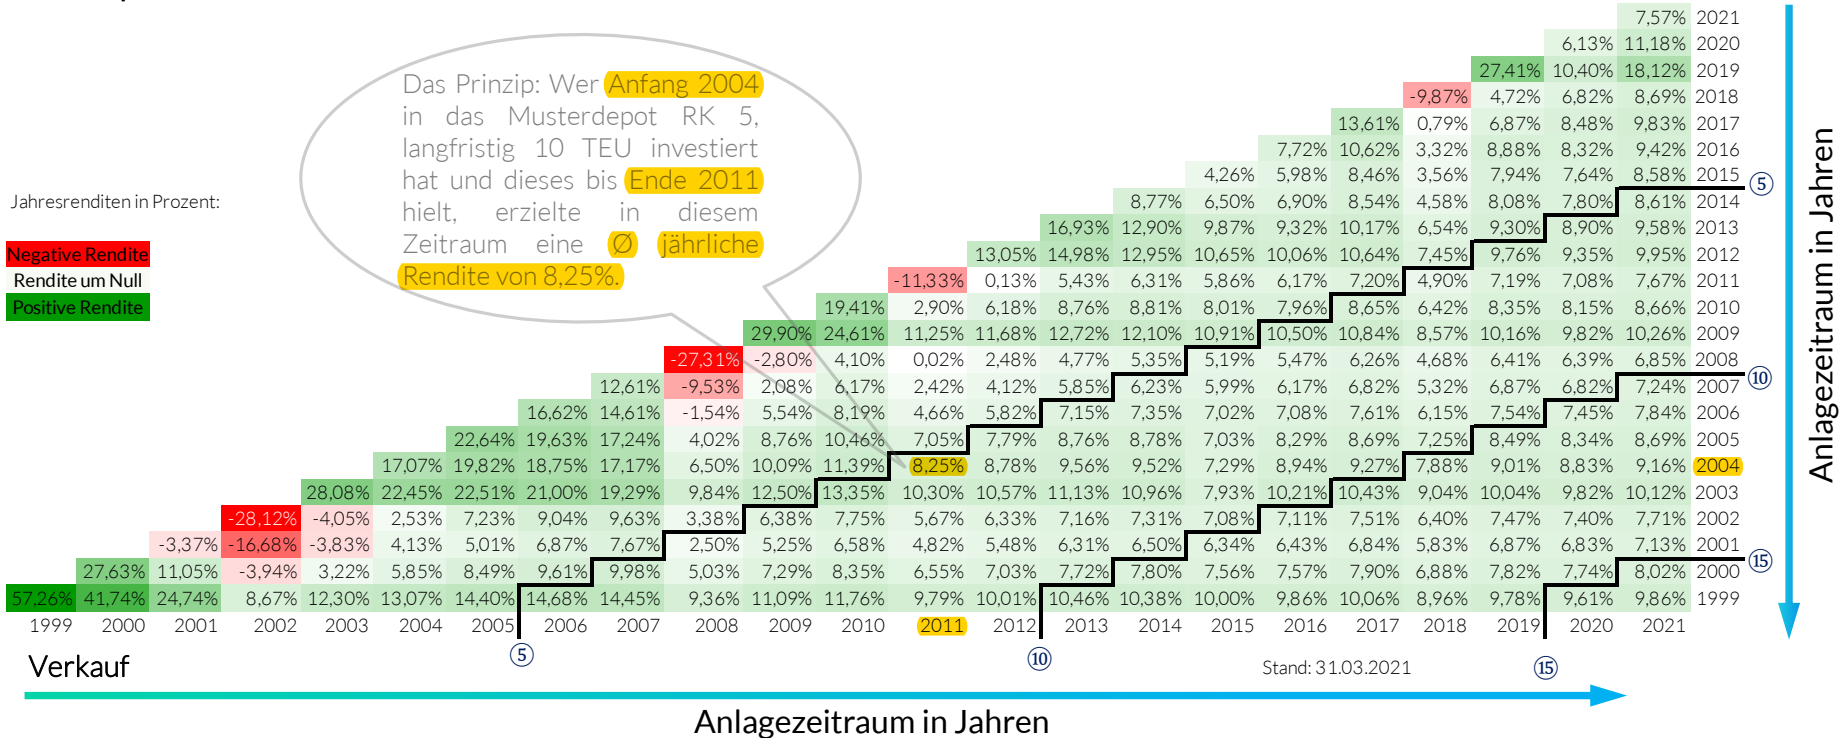 7,57% 2021
6,13% 11,18% 2020
27,41% 10,40% 18,12% 2019
-9,87% 4,72% 6,82% 8,69% 2018
13,61% 0,79% 6,87% 8,48% 9,83% 2017
7,72% 10,62% 3,32% 8,88% 8,32% 9,42% 2016
4,26% 5,98% 8,46% 3,56% 7,94% 7,64% 8,58% 2015
⑤
8,77% 6,50% 6,90% 8,54% 4,58% 8,08% 7,80% 8,61% 2014
16,93% 12,90% 9,87% 9,32% 10,17% 6,54% 9,30% 8,90% 9,58% 2013
13,05% 14,98% 12,95% 10,65% 10,06% 10,64% 7,45% 9,76% 9,35% 9,95% 2012
-11,33% 0,13% 5,43% 6,31% 5,86% 6,17% 7,20% 4,90% 7,19% 7,08% 7,67% 2011
19,41% 2,90% 6,18% 8,76% 8,81% 8,01% 7,96% 8,65% 6,42% 8,35% 8,15% 8,66% 2010
29,90% 24,61% 11,25% 11,68% 12,72% 12,10% 10,91% 10,50% 10,84% 8,57% 10,16% 9,82% 10,26% 2009
-27,31% -2,80% 4,10% 0,02% 2,48% 4,77% 5,35% 5,19% 5,47% 6,26% 4,68% 6,41% 6,39% 6,85% 2008
⑩
12,61% -9,53% 2,08% 6,17% 2,42% 4,12% 5,85% 6,23% 5,99% 6,17% 6,82% 5,32% 6,87% 6,82% 7,24% 2007
16,62% 14,61% -1,54% 5,54% 8,19% 4,66% 5,82% 7,15% 7,35% 7,02% 7,08% 7,61% 6,15% 7,54% 7,45% 7,84% 2006
22,64% 19,63% 17,24% 4,02% 8,76% 10,46% 7,05% 7,79% 8,76% 8,78% 7,03% 8,29% 8,69% 7,25% 8,49% 8,34% 8,69% 2005
17,07% 19,82% 18,75% 17,17% 6,50% 10,09% 11,39% 8,25% 8,78% 9,56% 9,52% 7,29% 8,94% 9,27% 7,88% 9,01% 8,83% 9,16% 2004
28,08% 22,45% 22,51% 21,00% 19,29% 9,84% 12,50% 13,35% 10,30% 10,57% 11,13% 10,96% 7,93% 10,21% 10,43% 9,04% 10,04% 9,82% 10,12% 2003
-28,12% -4,05% 2,53% 7,23% 9,04% 9,63% 3,38% 6,38% 7,75% 5,67% 6,33% 7,16% 7,31% 7,08% 7,11% 7,51% 6,40% 7,47% 7,40% 7,71% 2002
-3,37% -16,68% -3,83% 4,13% 5,01% 6,87% 7,67% 2,50% 5,25% 6,58% 4,82% 5,48% 6,31% 6,50% 6,34% 6,43% 6,84% 5,83% 6,87% 6,83% 7,13% 2001
⑮
27,63% 11,05% -3,94% 3,22% 5,85% 8,49% 9,61% 9,98% 5,03% 7,29% 8,35% 6,55% 7,03% 7,72% 7,80% 7,56% 7,57% 7,90% 6,88% 7,82% 7,74% 8,02% 2000
57,26% 41,74% 24,74% 8,67% 12,30% 13,07% 14,40% 14,68% 14,45% 9,36% 11,09% 11,76% 9,79% 10,01% 10,46% 10,38% 10,00% 9,86% 10,06% 8,96% 9,78% 9,61% 9,86% 1999
1999 2000 2001 2002 2003 2004 2005 2006 2007 2008 2009 2010 2011 2012 2013 2014 2015 2016 2017 2018 2019 2020 2021
⑤ ⑩ ⑮
Das Prinzip: Wer Anfang 2004
in das Musterdepot RK 5,
langfristig 10 TEU investiert
hat und dieses bis Ende 2011
hielt, erzielte in diesem
Zeitraum eine Ø jährliche
Rendite von 8,25%.
Jahresrenditen in Prozent:
Negative Rendite
Rendite um Null
Positive Rendite
Verkauf
Stand: 31.03.2021
Anlagezeitraum in Jahren
Anlagezeitraum in Jahren